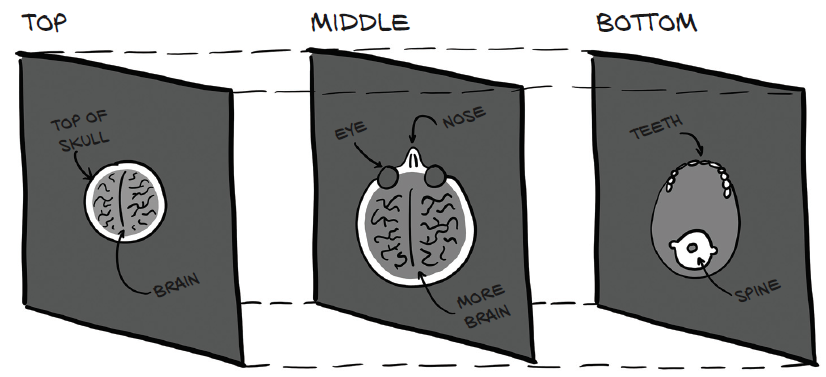 TOP
MIDDLE
BOTTOM
TOP OF
SKULL
BRAIN
EYE
NOSE
MORE
BRAIN
TEETH
SPINE